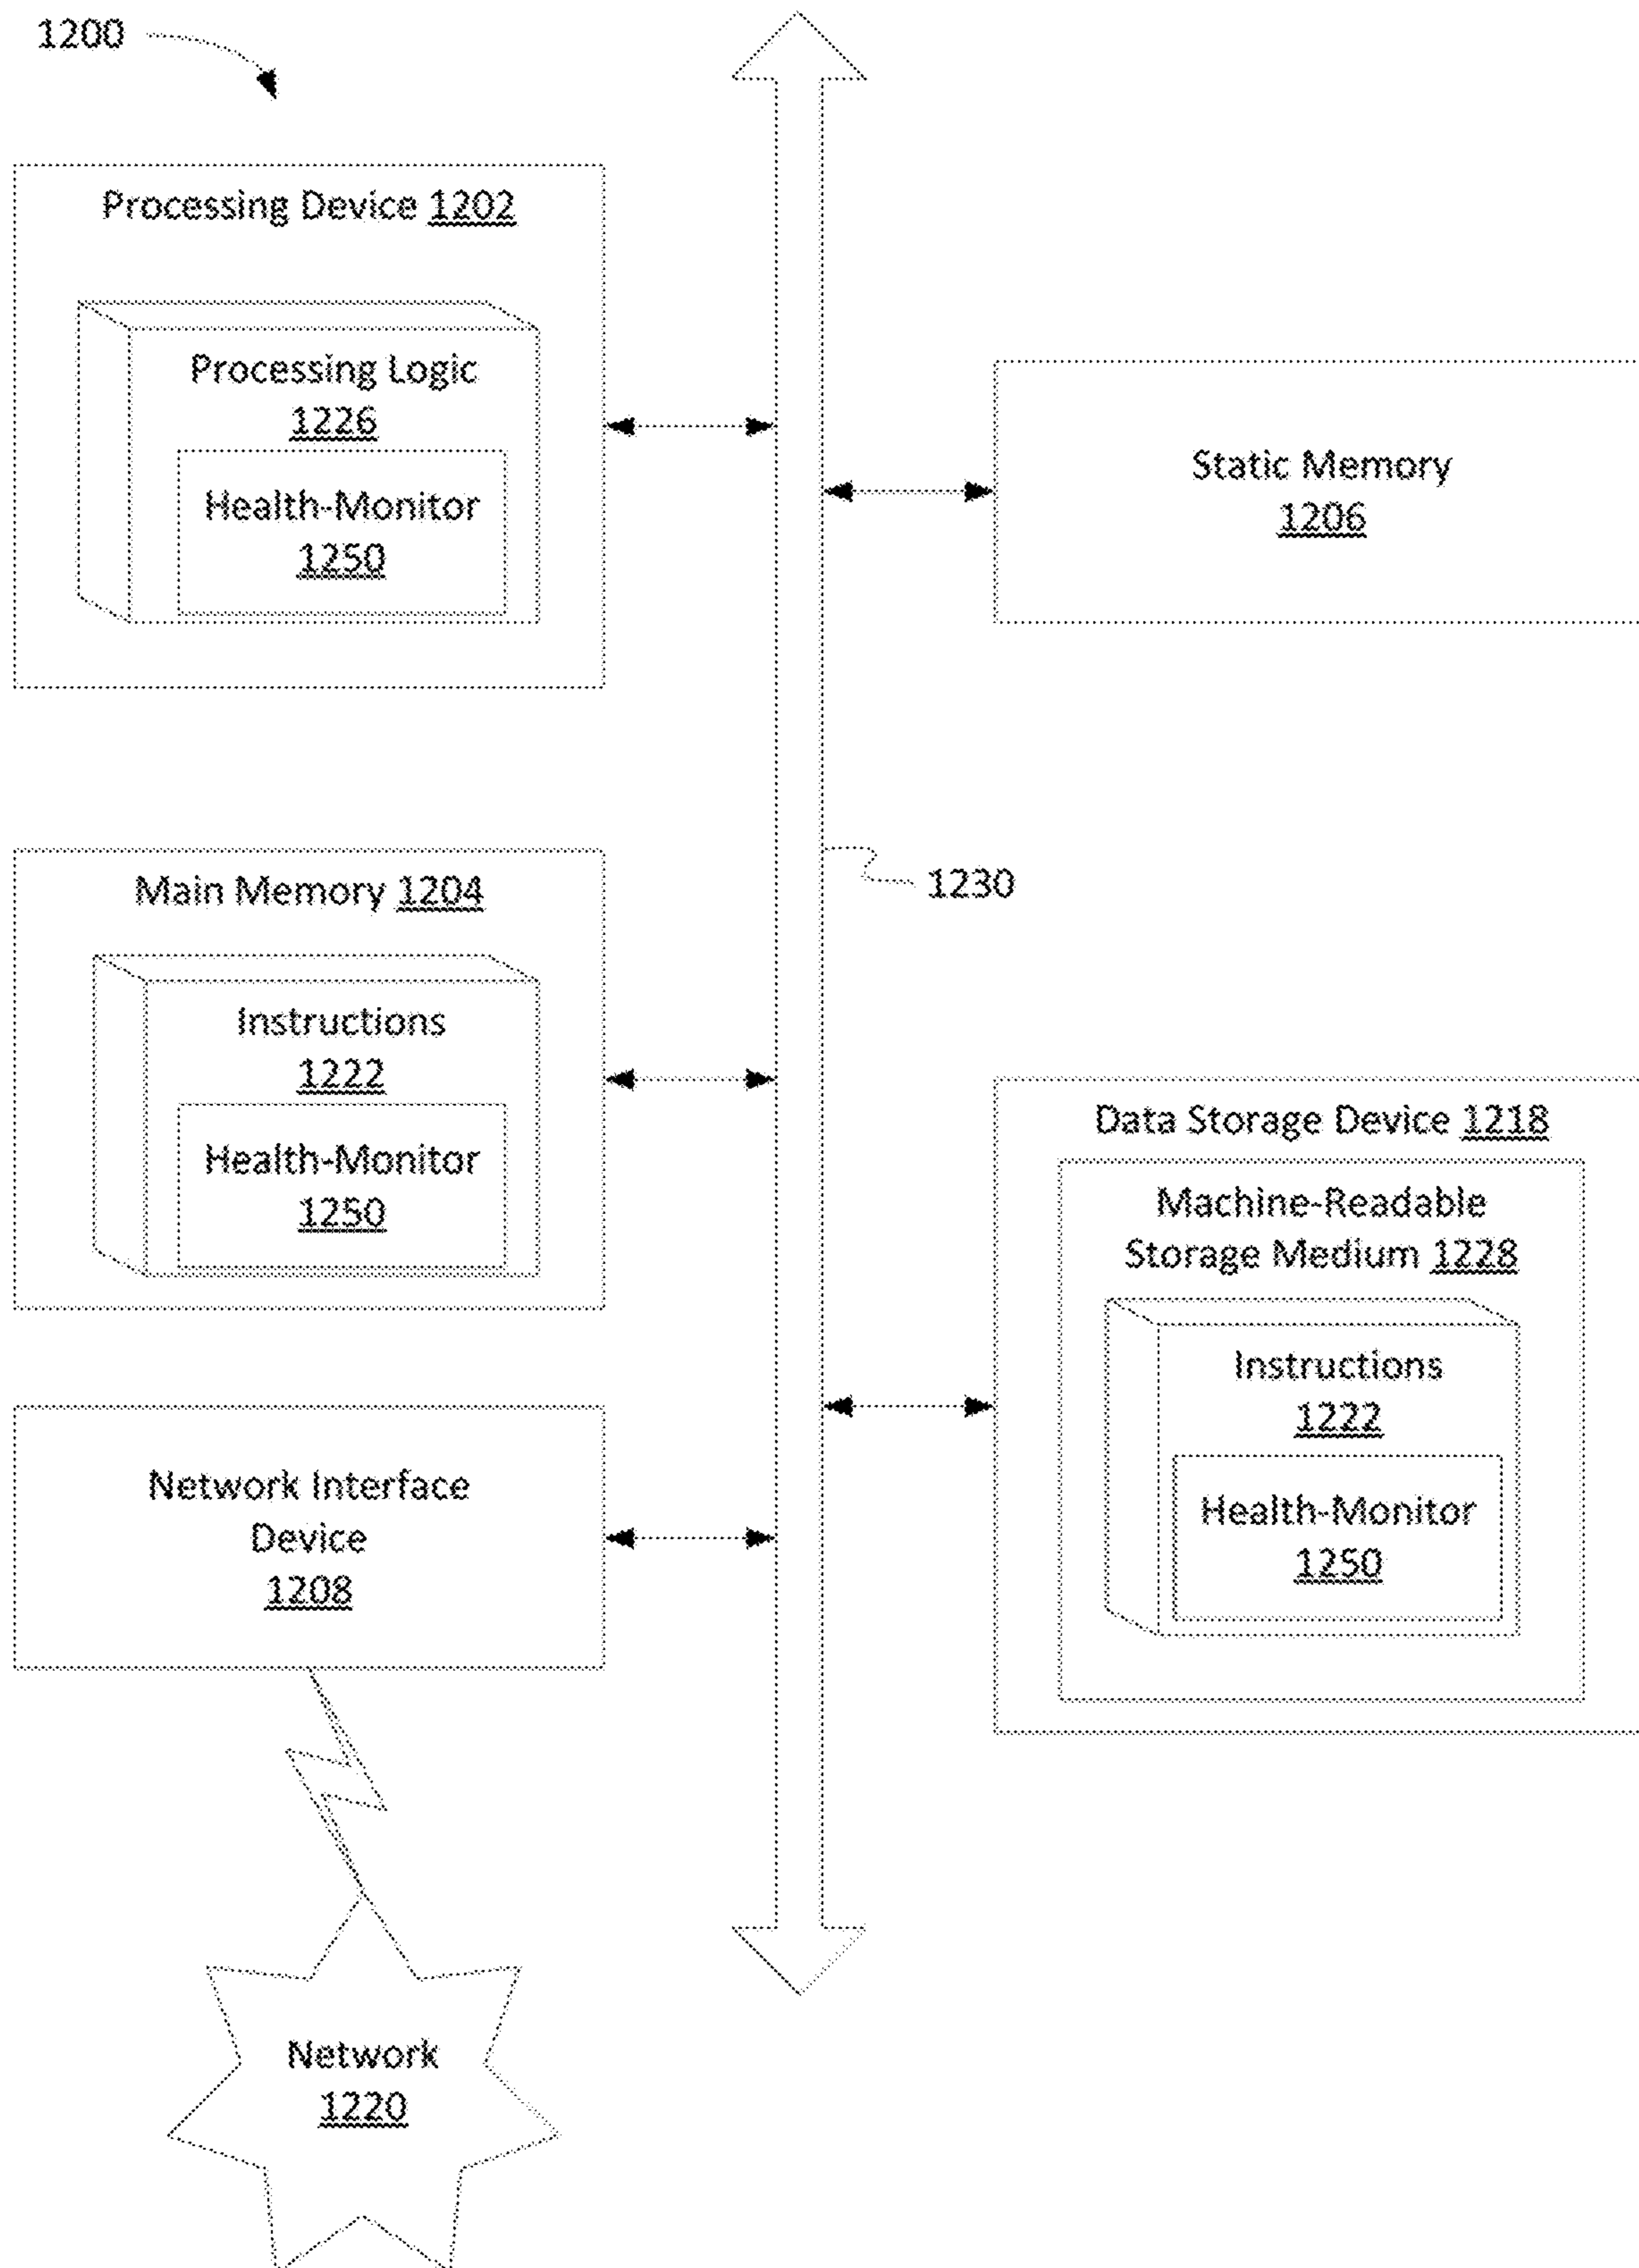 1200
Processing Device 1202
Processing Logic
1226
Health-Monitor
1250
Static Memory
1206
Main Memory 1204
1230
Instructions
1222
Health-Monitor
1250
Data Storage Device 1218
Machine-Readable
Storage Medium 1228
Instructions
1222
Health-Monitor
1250
Network Interface
Device
1208
Network
1220